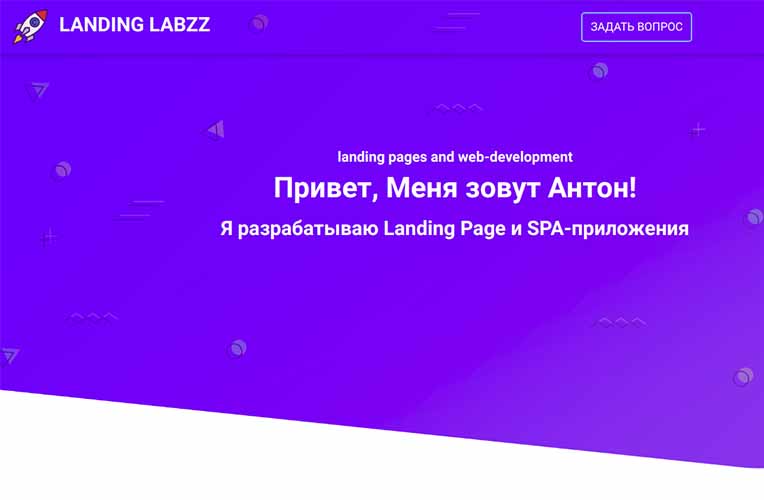 LANDING LABZZ
ЗАДАТЬ ВОПРОС
landing pages and web-development
Привет, Меня зовут Антон!
Я разрабатываю Landing Page и SPA-приложения